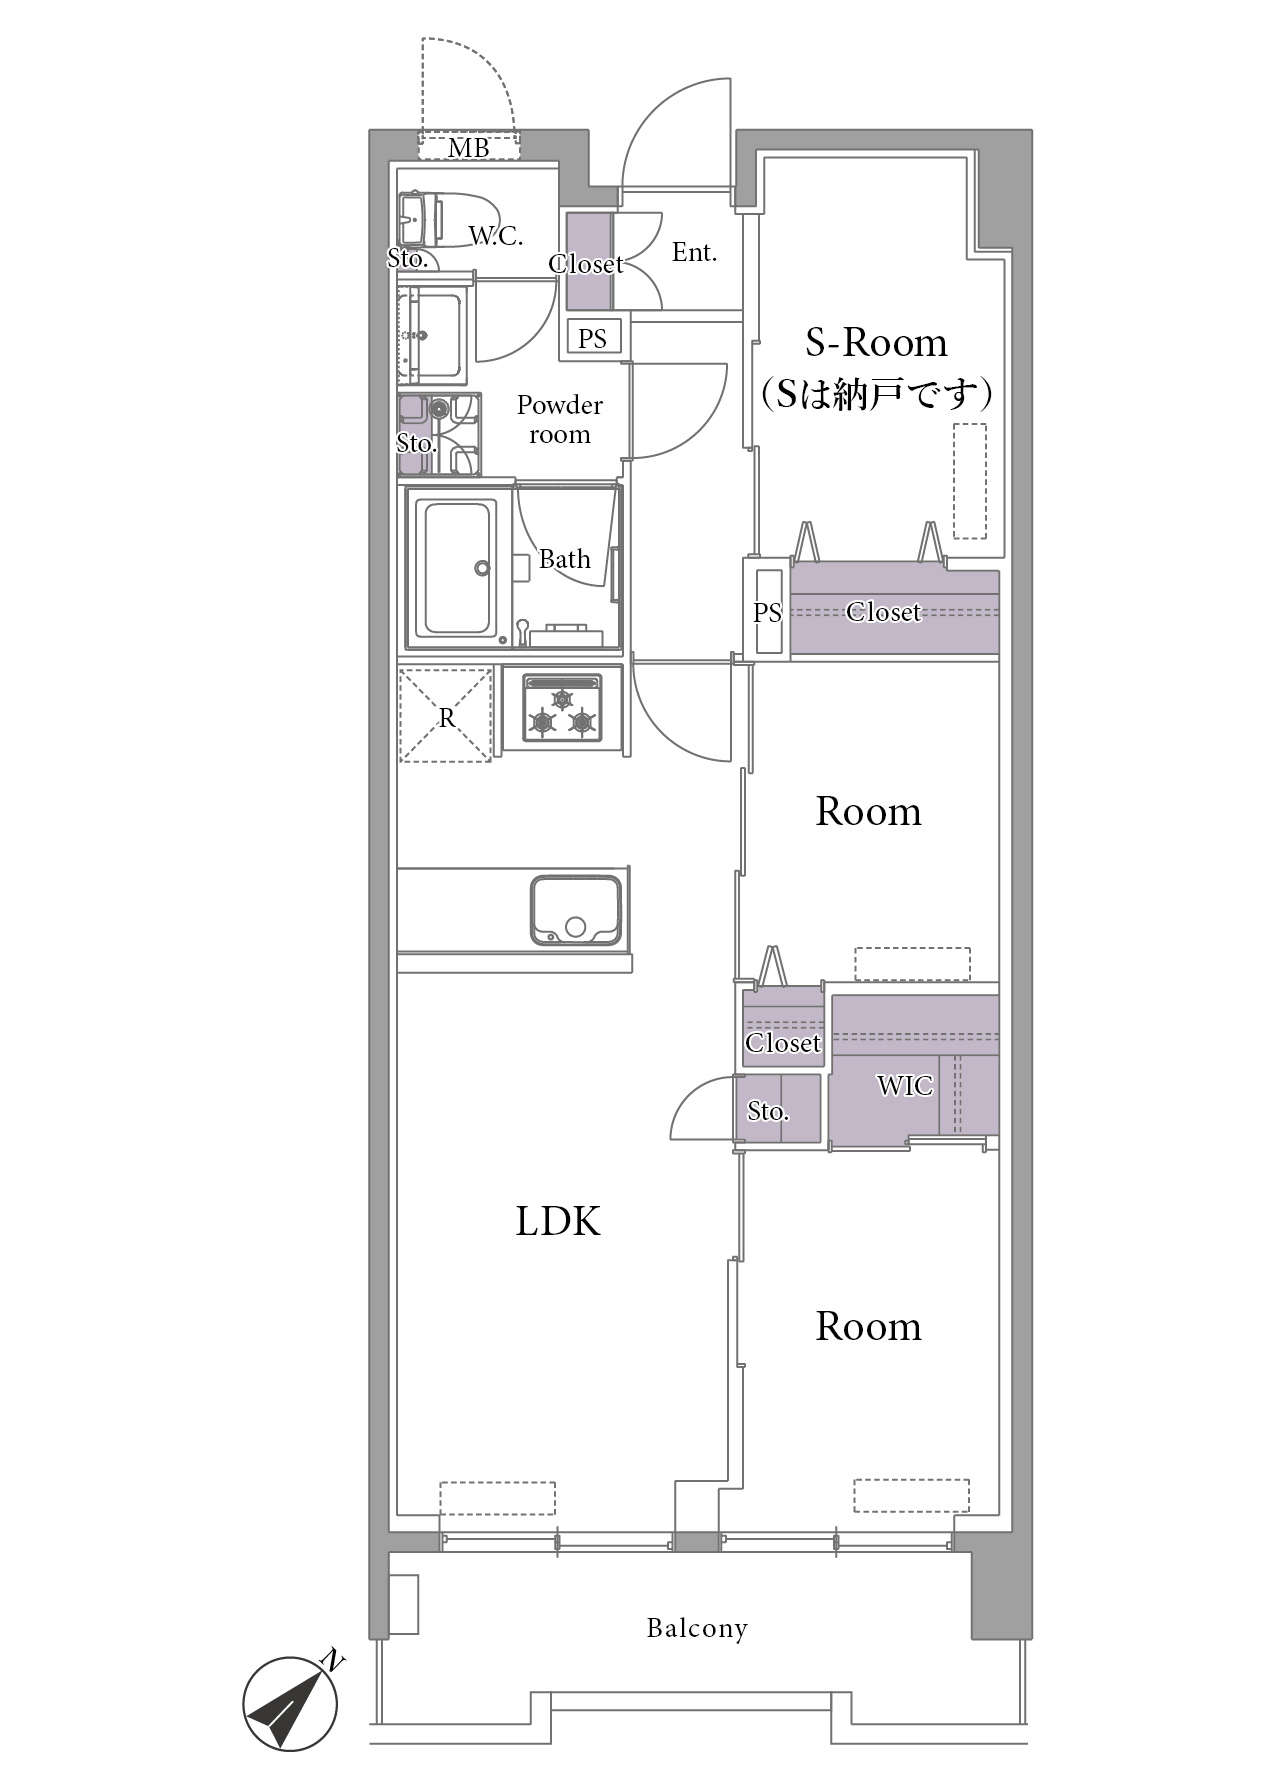 MB
W.C.
Sto.
Closet
Ent.
PS
S-Room
（Sは納戸です）
Powder
room
Sto.
Bath
PS
Closet
R
Room
Closet
WIC
Sto.
LDK
Room
Balcony
N